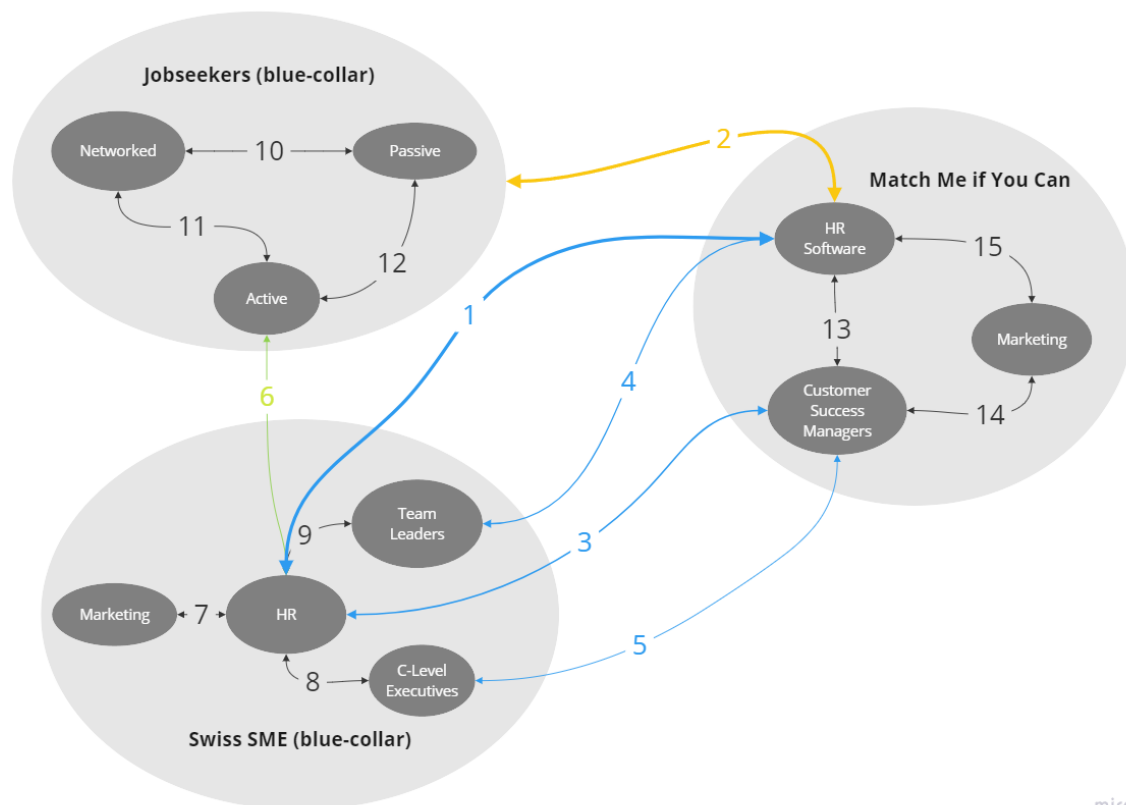 Jobseekers (blue-collar)
Networked
10
Passive
11
12
Active
2
Match Me if You Can
HR
Software
15
1
13
Marketing
4
Customer
Success
Managers
14
6
Team
Leaders
9
3
Marketing
7
HR
5
8
C-Level
Executives
Swiss SME (blue-collar)